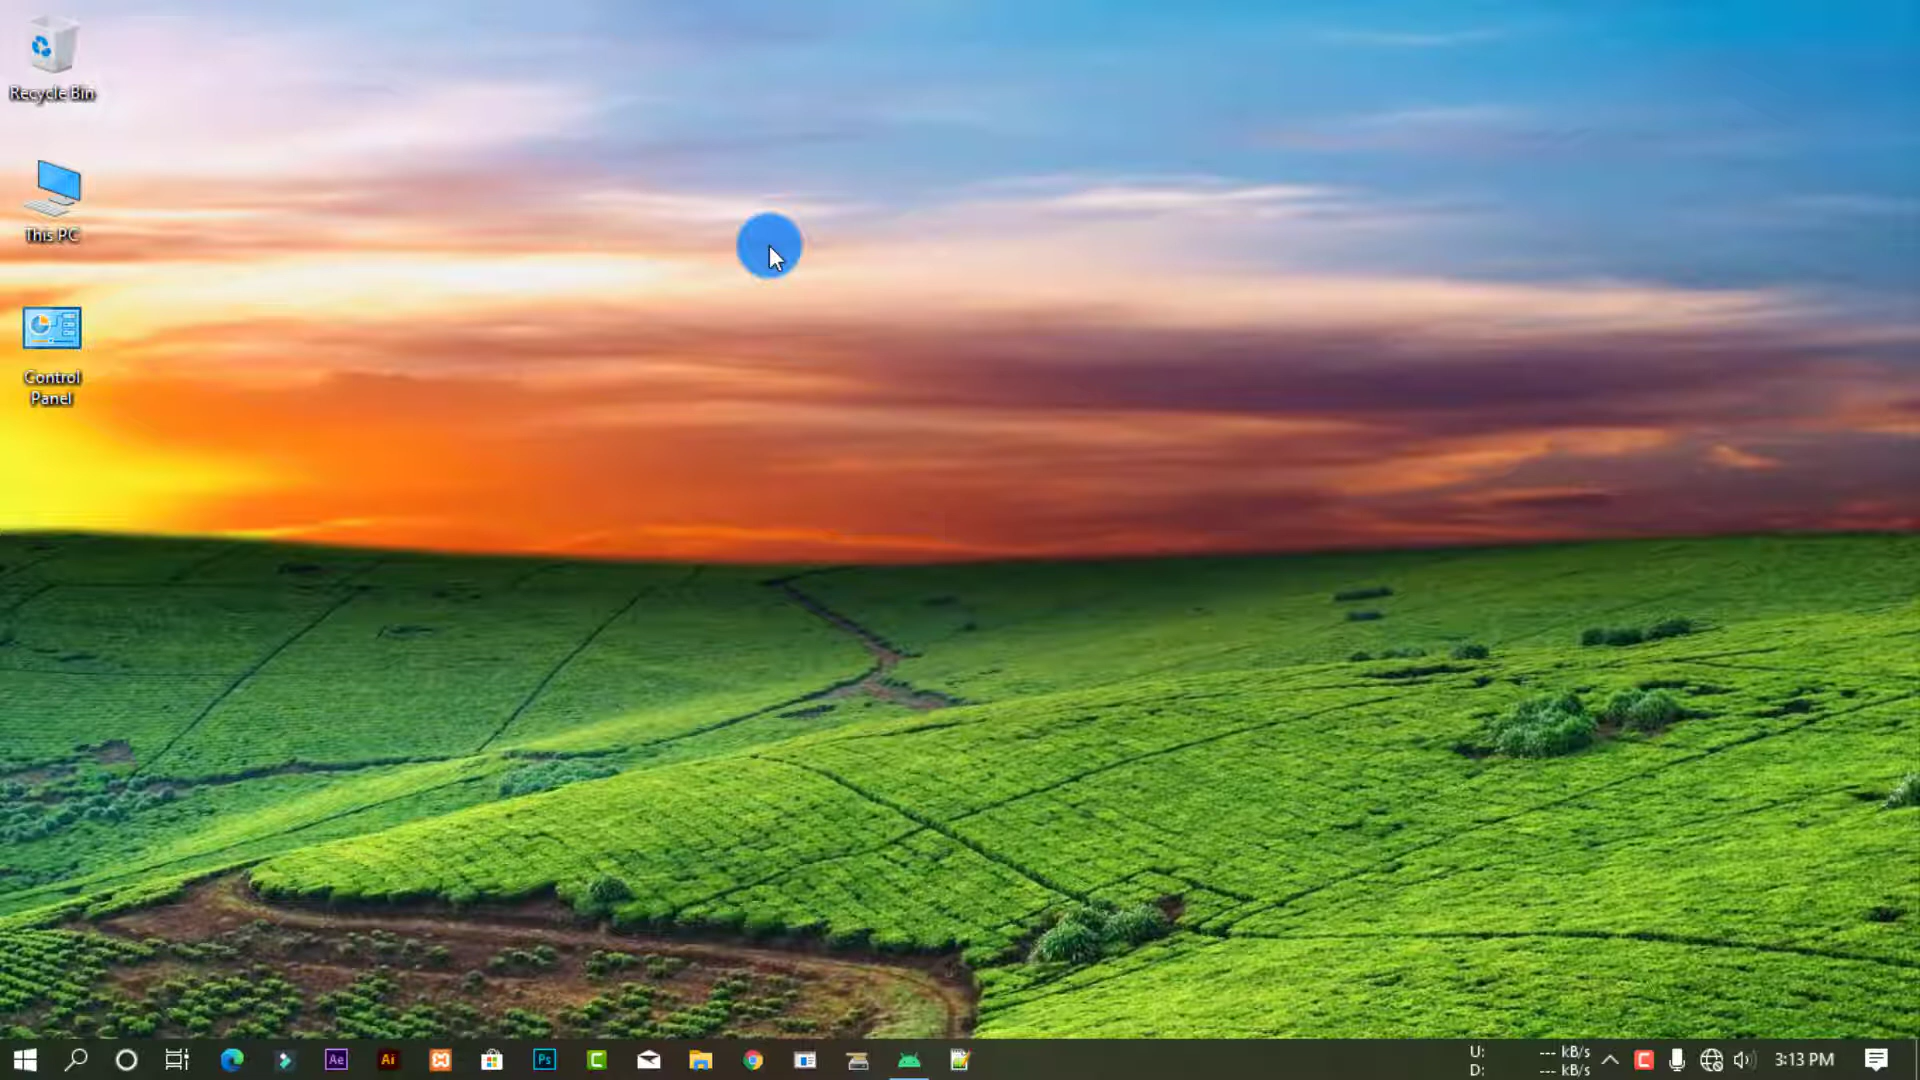 Recycle Bin
This PC
Control
Panel
Ae
Ai
Ps
C
U: --- kB/s
D: --- kB/s
C
3:13 PM